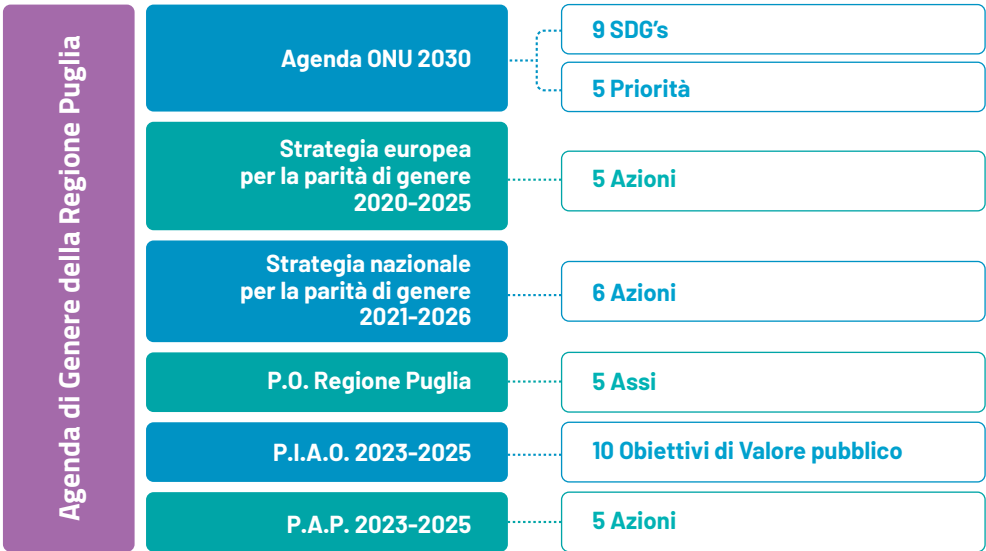 Agenda di Genere della Regione Puglia
Agenda ONU 2030
9 SDG's
5 Priorità
Strategia europea
per la parità di genere
2020-2025
5 Azioni
Strategia nazionale
per la parità di genere
2021-2026
6 Azioni
P.O. Regione Puglia
5 Assi
P.I.A.O. 2023-2025
10 Obiettivi di Valore pubblico
P.A.P. 2023-2025
5 Azioni